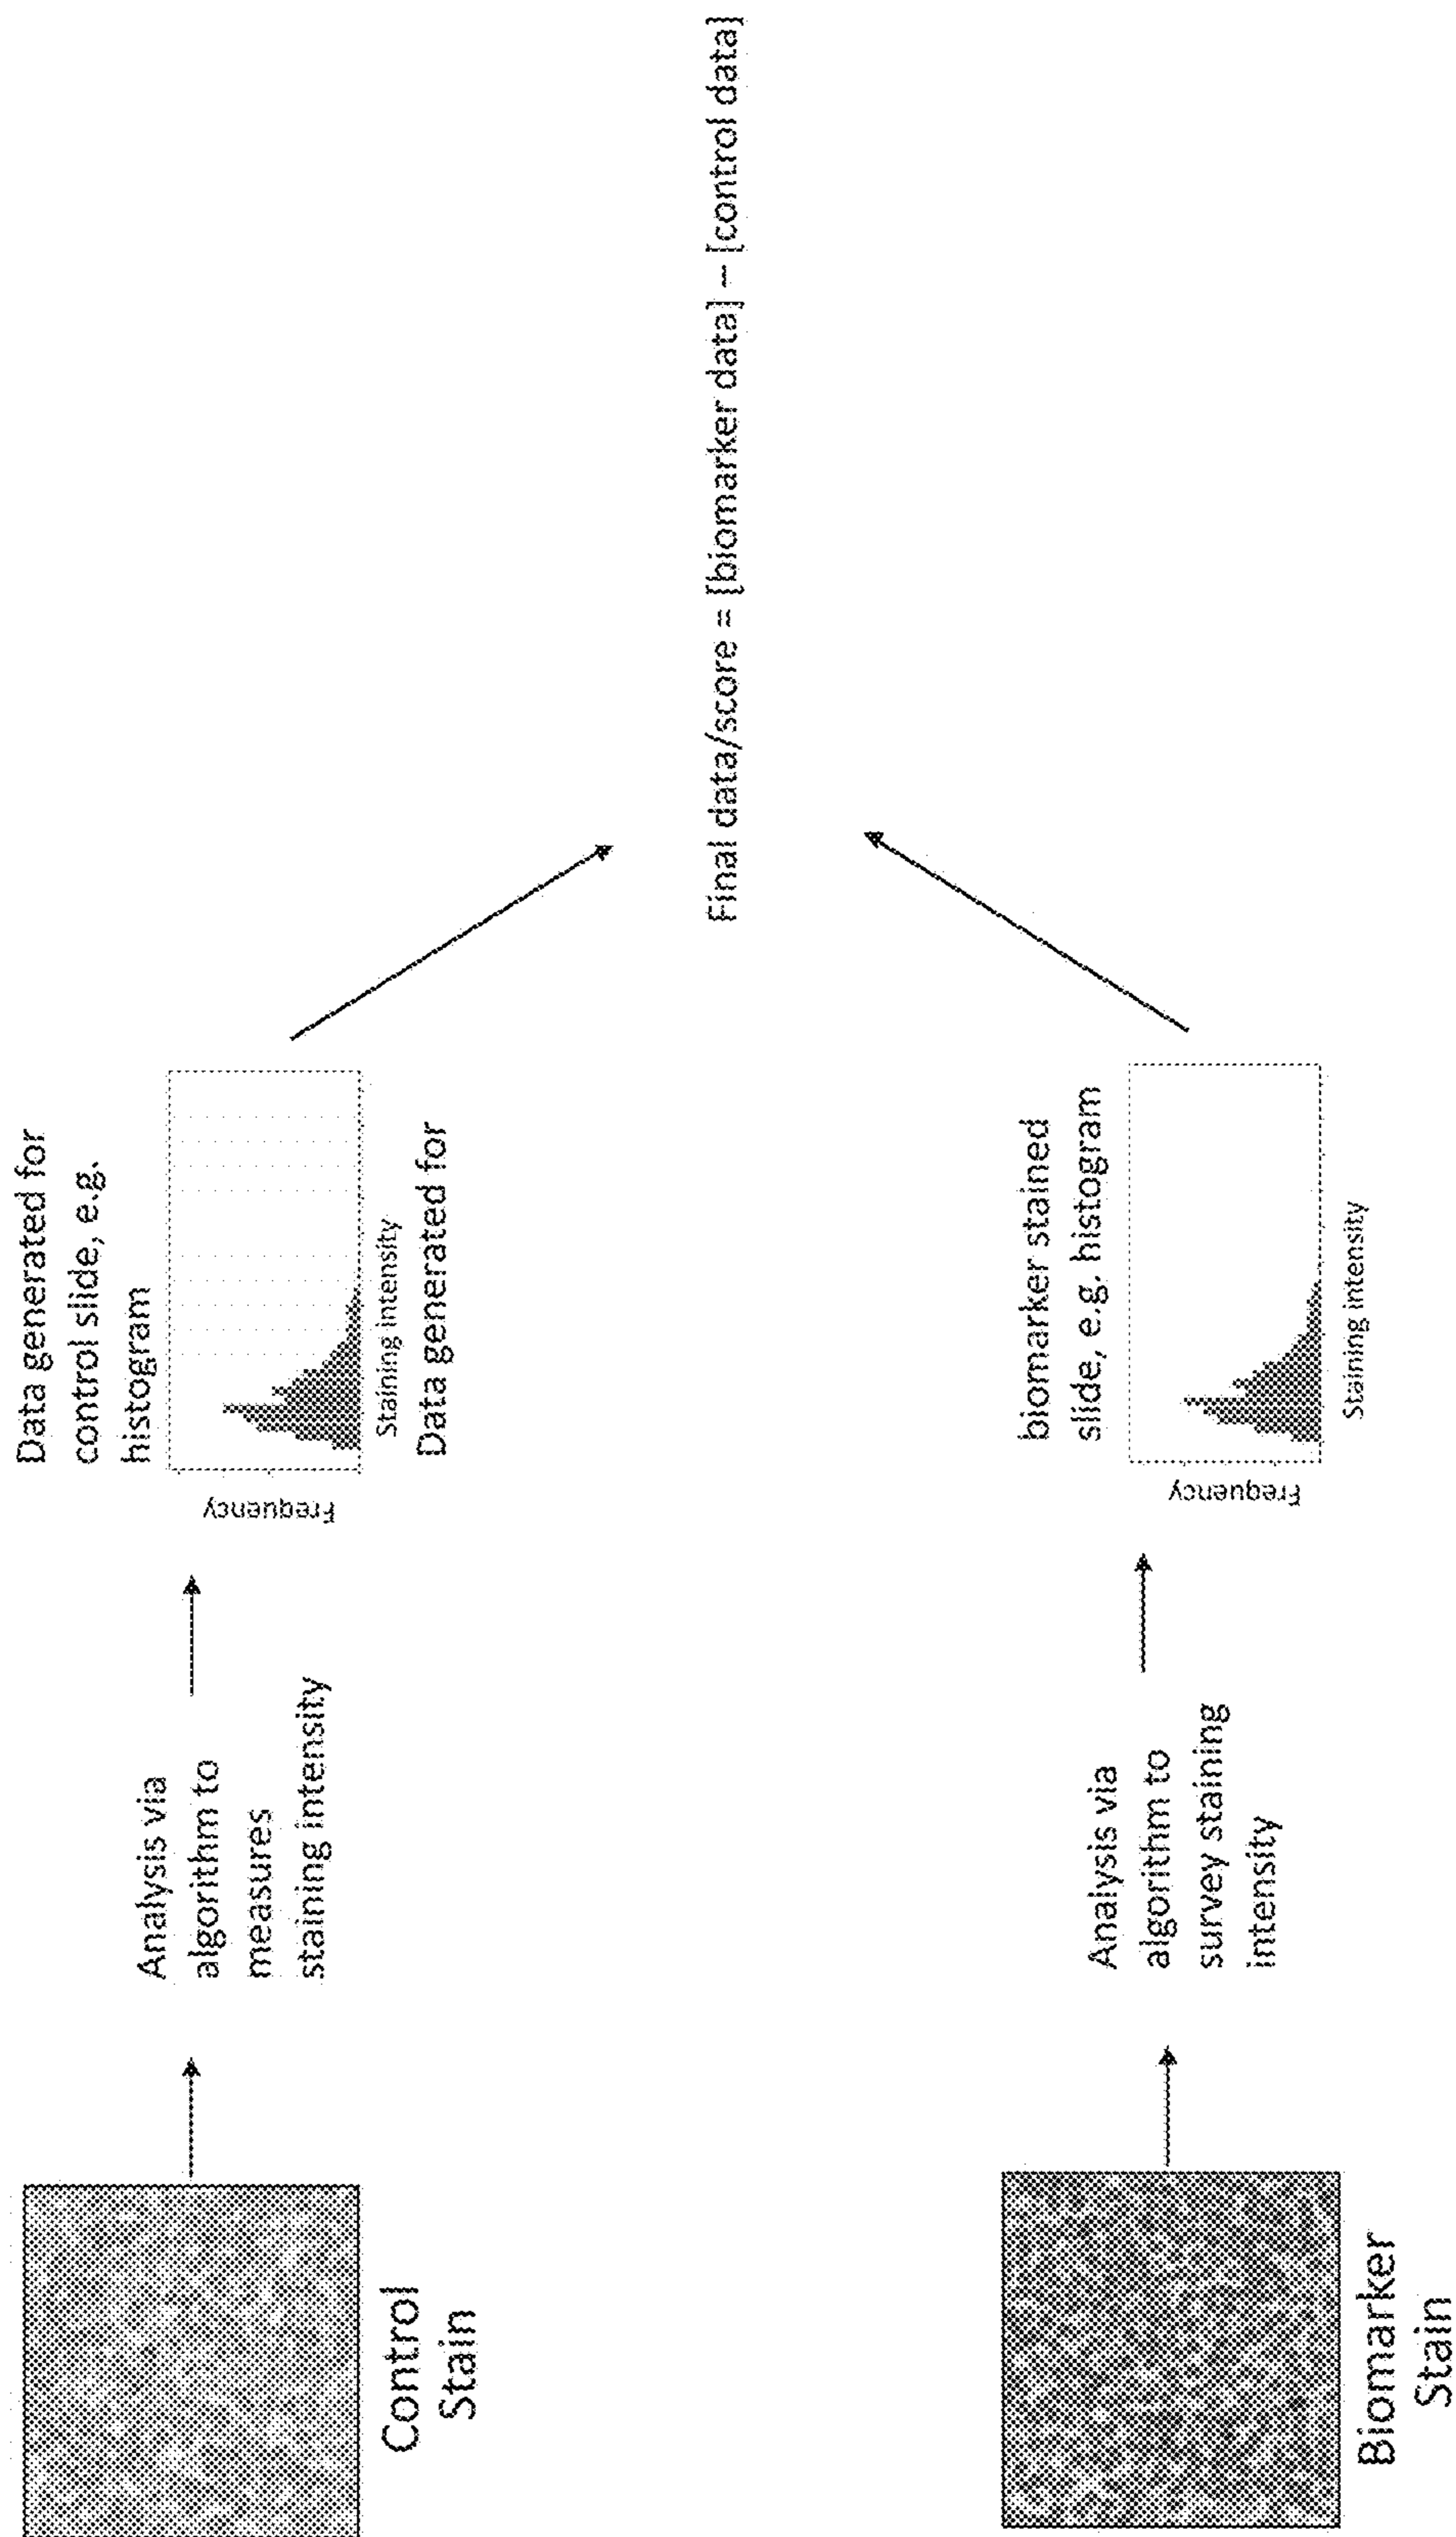 Control
Stain
Analysis via
algorithm to
measures
staining intensity
Data generated for
control slide, e.g.
histogram
Frequency
Staining intensity
Data generated for
Biomarker
Stain
Analysis via
algorithm to
survey staining
intensity
biomarker stained
slide, e.g. histogram
Frequency
Staining intensity
Final data/score = [biomarker data] – [control data]